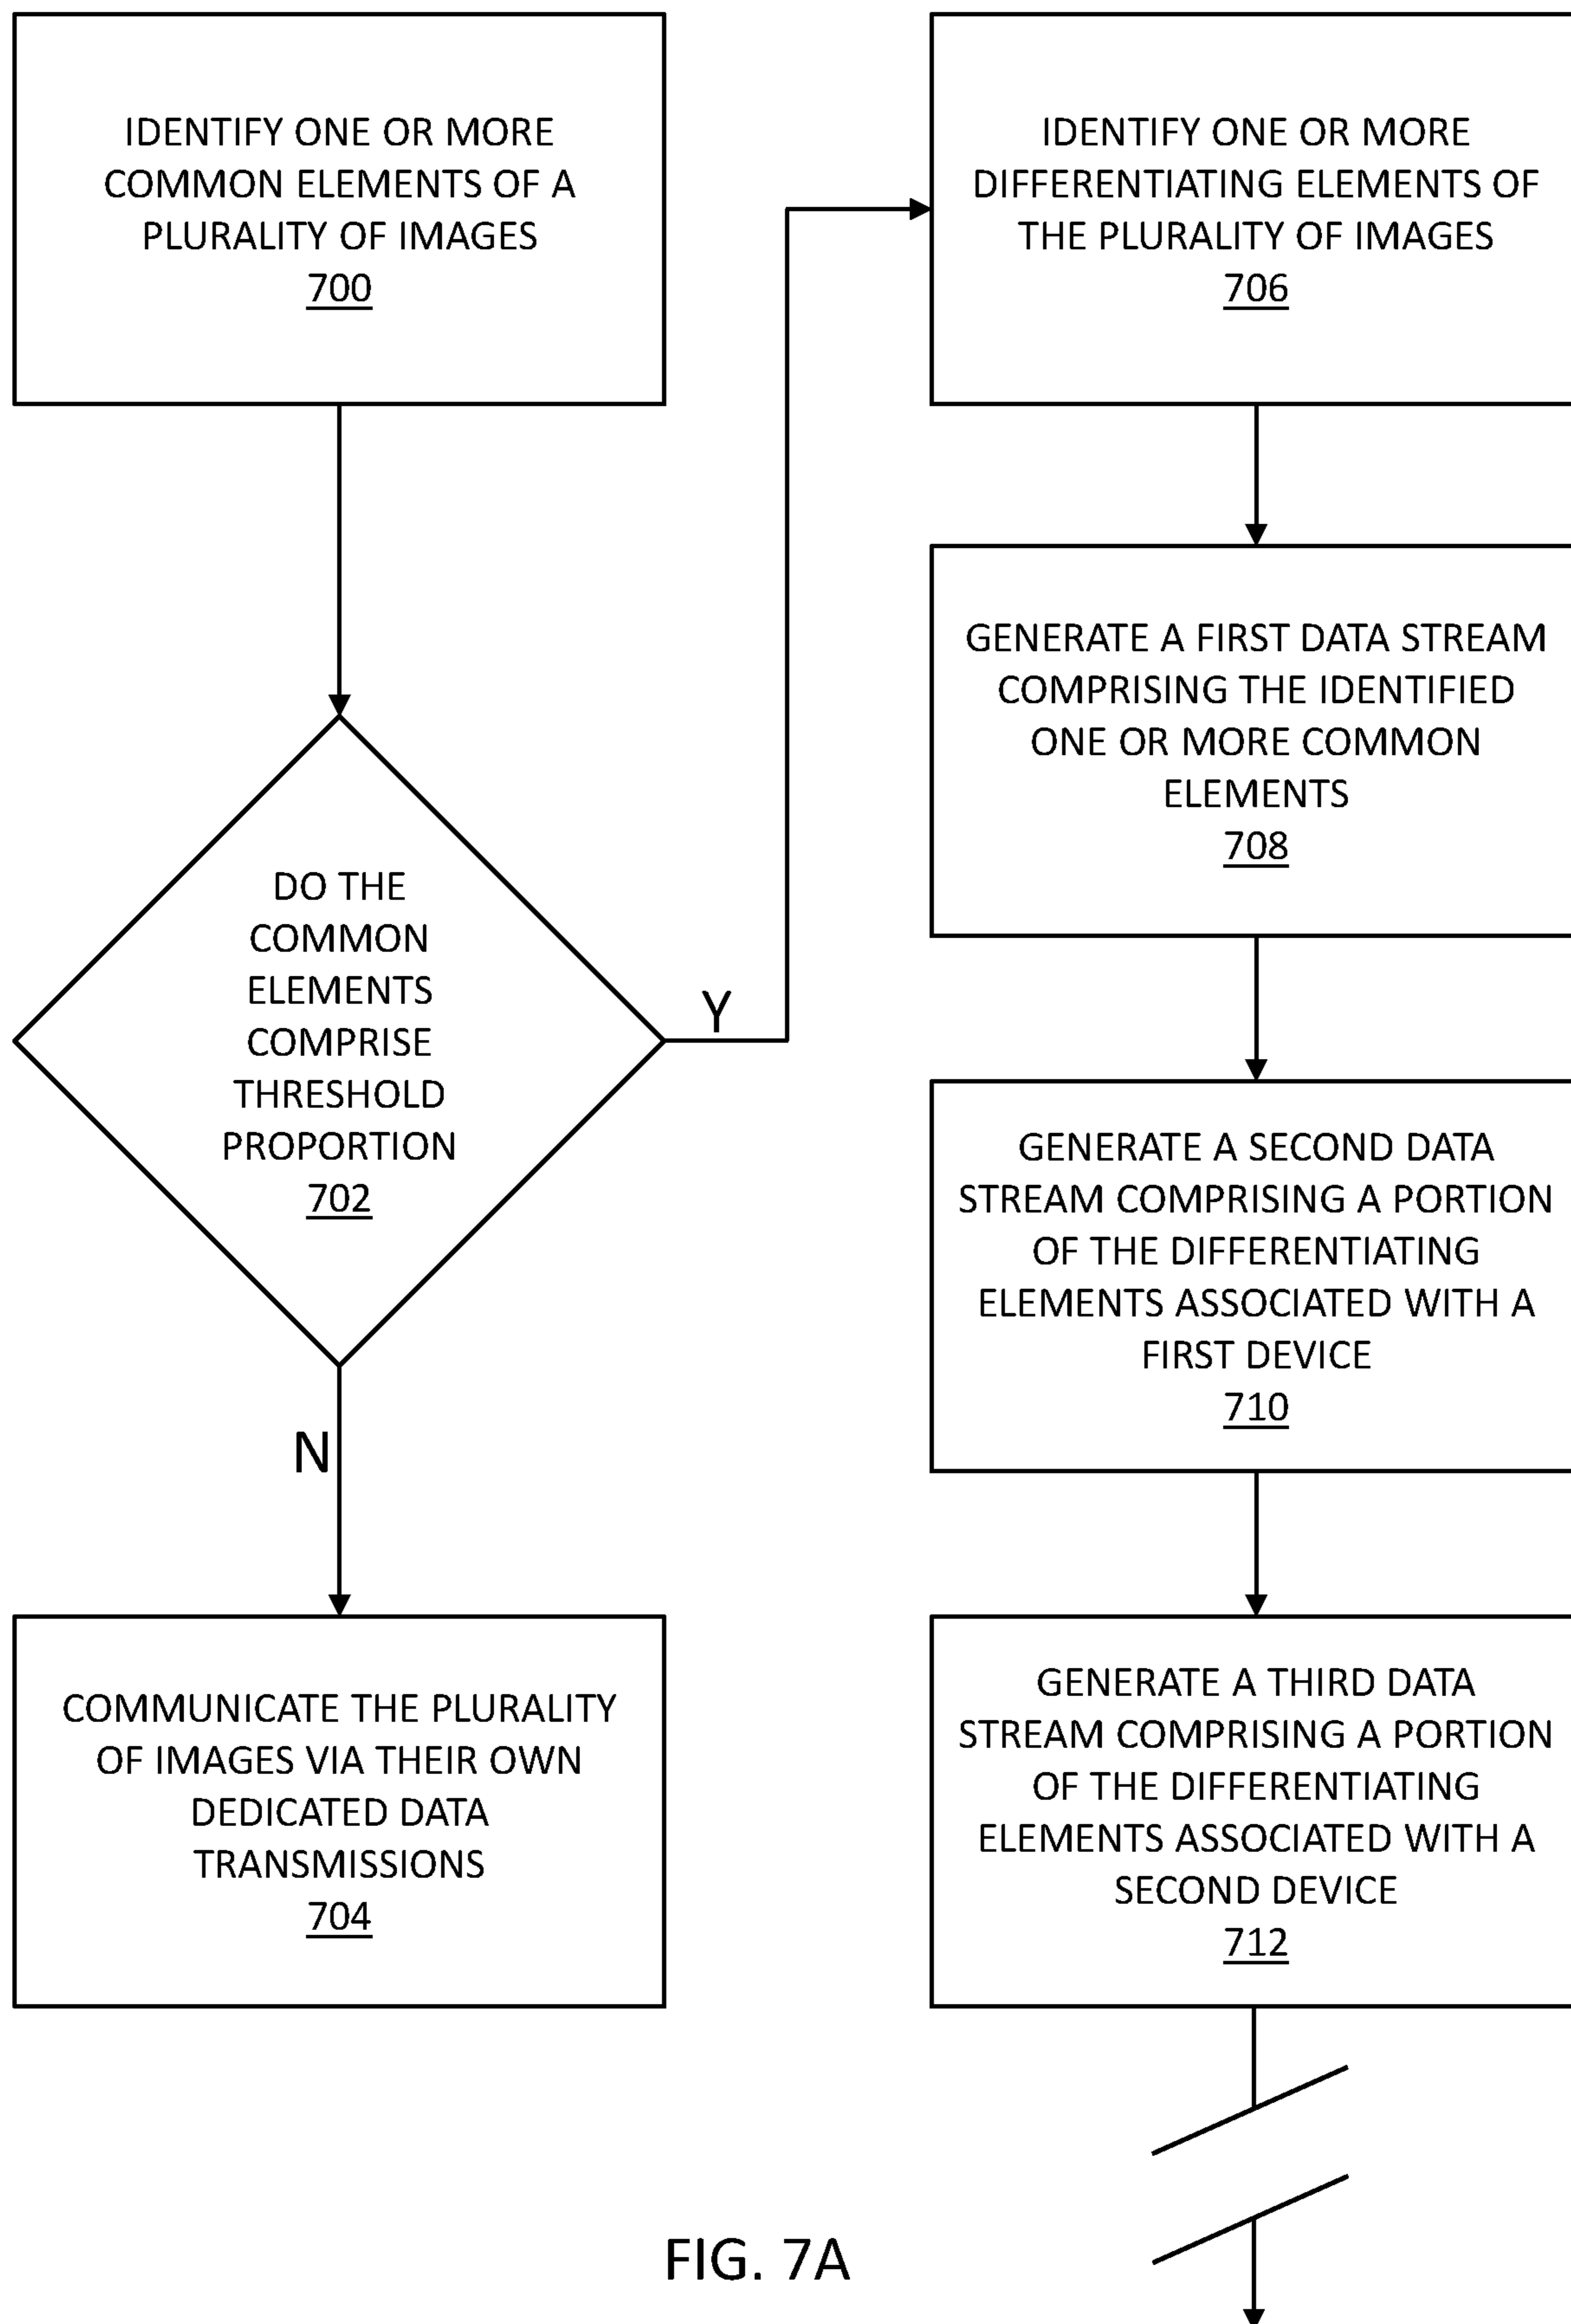 IDENTIFY ONE OR MORE
COMMON ELEMENTS OF A
PLURALITY OF IMAGES
700
DO THE
COMMON
ELEMENTS
COMPRISE
THRESHOLD
PROPORTION
702
Y
N
COMMUNICATE THE PLURALITY
OF IMAGES VIA THEIR OWN
DEDICATED DATA
TRANSMISSIONS
704
IDENTIFY ONE OR MORE
DIFFERENTIATING ELEMENTS OF
THE PLURALITY OF IMAGES
706
GENERATE A FIRST DATA STREAM
COMPRISING THE IDENTIFIED
ONE OR MORE COMMON
ELEMENTS
708
GENERATE A SECOND DATA
STREAM COMPRISING A PORTION
OF THE DIFFERENTIATING
ELEMENTS ASSOCIATED WITH A
FIRST DEVICE
710
GENERATE A THIRD DATA
STREAM COMPRISING A PORTION
OF THE DIFFERENTIATING
ELEMENTS ASSOCIATED WITH A
SECOND DEVICE
712
FIG. 7A